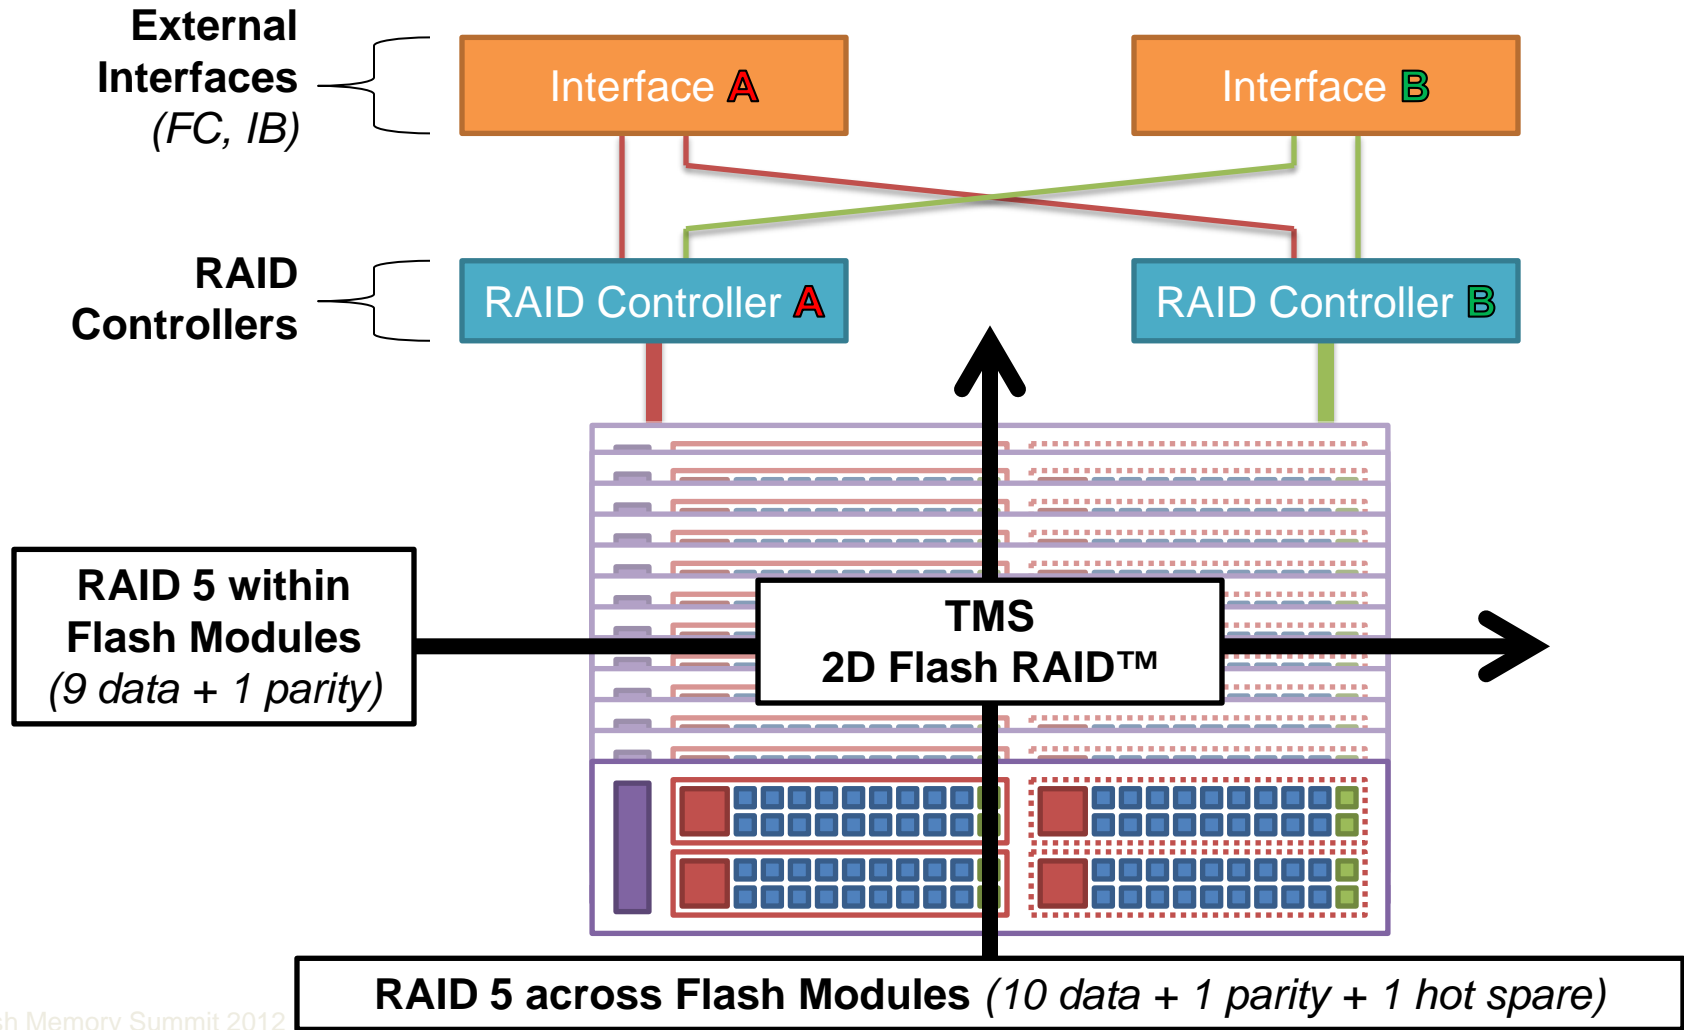 External
Interfaces
(FC, IB)
Interface A
Interface B
RAID
Controllers
RAID Controller A
RAID Controller B
RAID 5 within
Flash Modules
(9 data + 1 parity)
TMS
2D Flash RAID™
RAID 5 across Flash Modules (10 data + 1 parity + 1 hot spare)
sh Memory Summit 2012